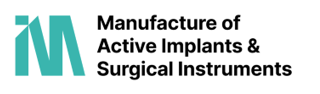 Manufacture of
Active Implants &
Surgical Instruments